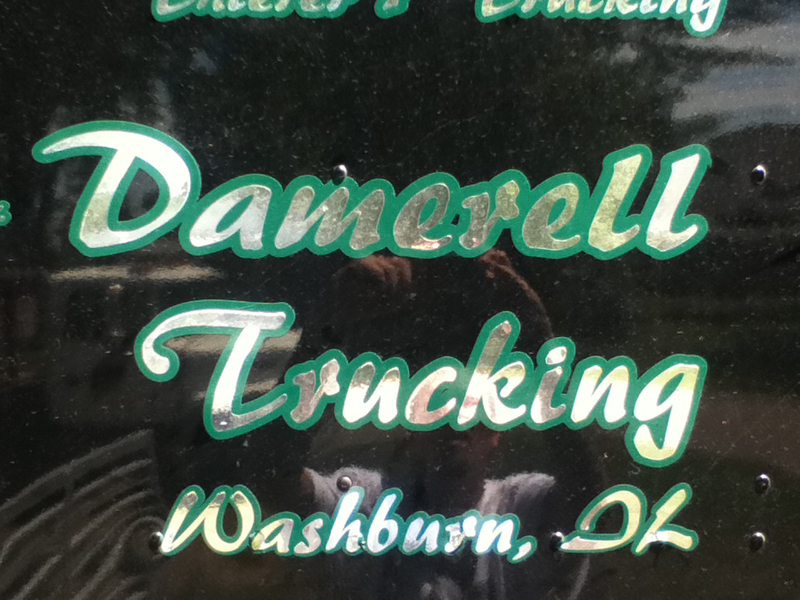 Trucking
Damerell
Trucking
Washburn, IL